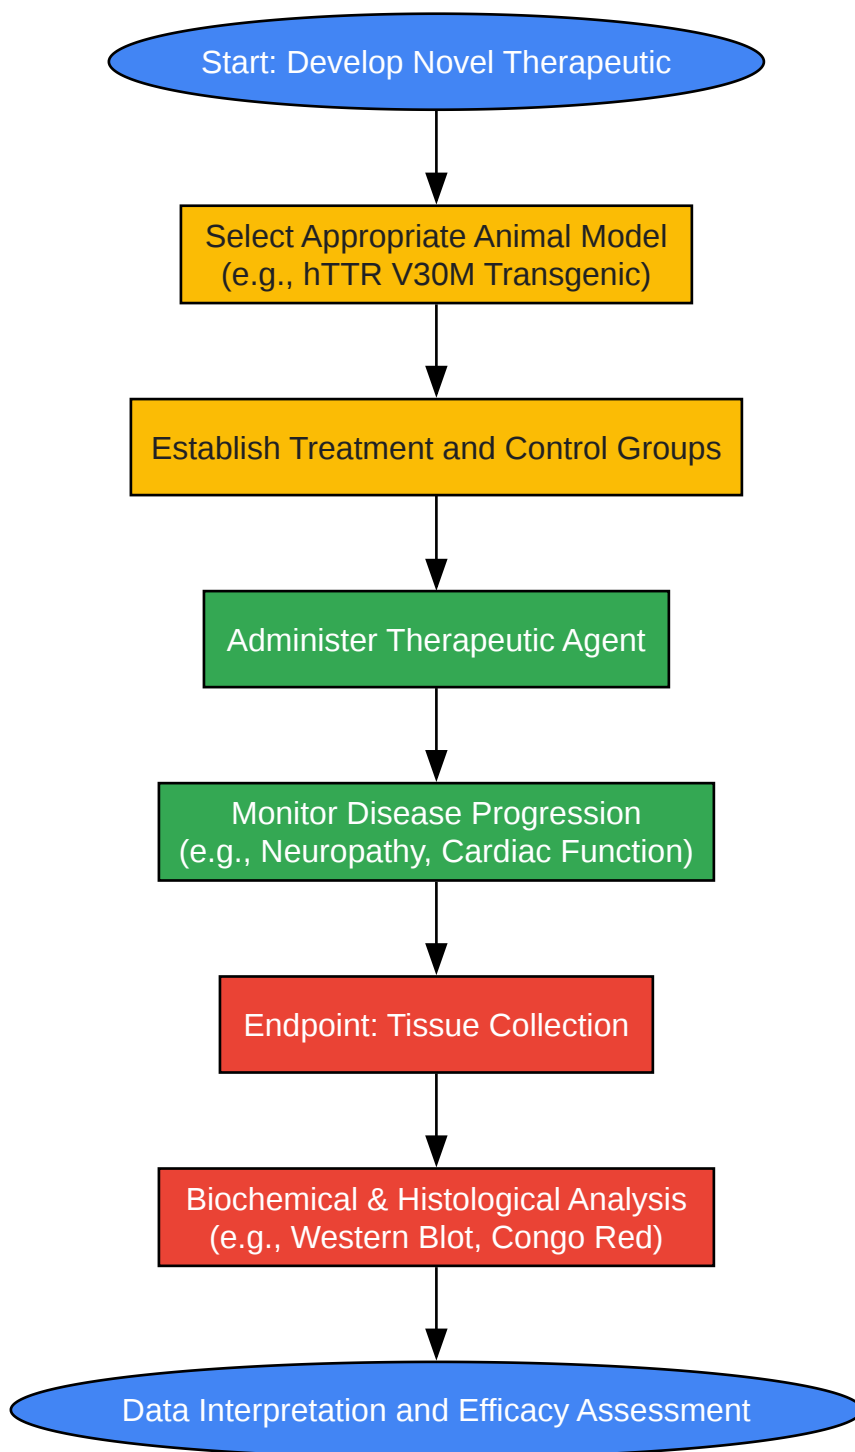 Start: Develop Novel Therapeutic
Select Appropriate Animal Model
(e.g., hTTR V30M Transgenic)
Establish Treatment and Control Groups
Administer Therapeutic Agent
Monitor Disease Progression
(e.g., Neuropathy, Cardiac Function)
Endpoint: Tissue Collection
Biochemical & Histological Analysis
(e.g., Western Blot, Congo Red)
Data Interpretation and Efficacy Assessment